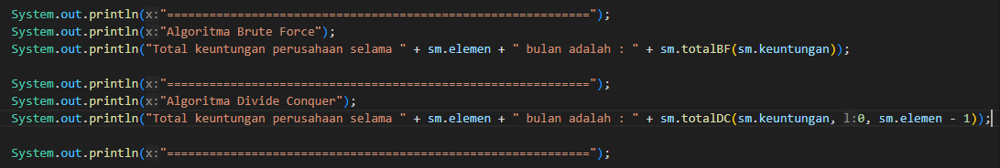 System.out.println(x:"============================================================");
System.out.println(x:"Algoritma Brute Force");
System.out.println("Total keuntungan perusahaan selama " + sm.elemen + " bulan adalah : " + sm.totalBF(sm.keuntungan));
System.out.println(x:"============================================================");
System.out.println(x:"Algoritma Divide Conquer");
System.out.println("Total keuntungan perusahaan selama " + sm.elemen + " bulan adalah : " + sm.totalDC(sm.keuntungan, l:0, sm.elemen - 1));
System.out.println(x:"============================================================");